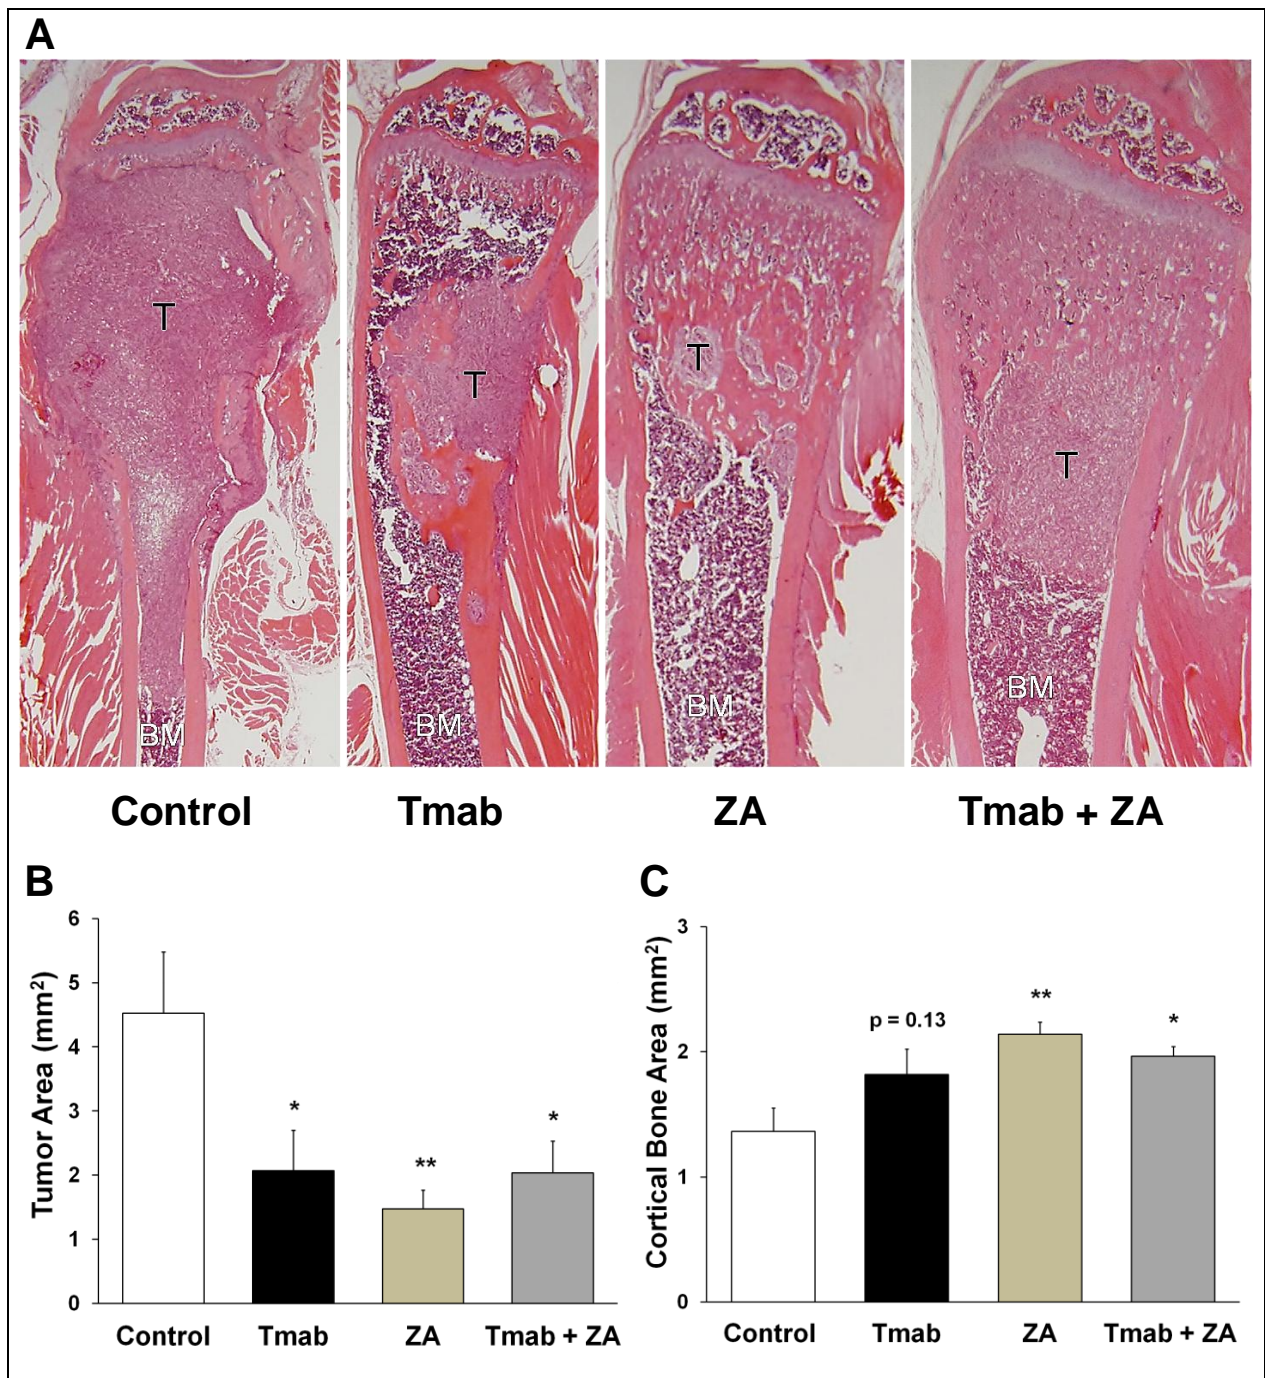 A
T
T
T
T
BM
BM
BM
BM
Control
Tmab
ZA
Tmab + ZA
B
Tumor Area (mm²)
6
5
4
3
2
1
0
*
**
*
Control
Tmab
ZA
Tmab + ZA
C
Cortical Bone Area (mm²)
3
2
1
0
p = 0.13
**
*
Control
Tmab
ZA
Tmab + ZA